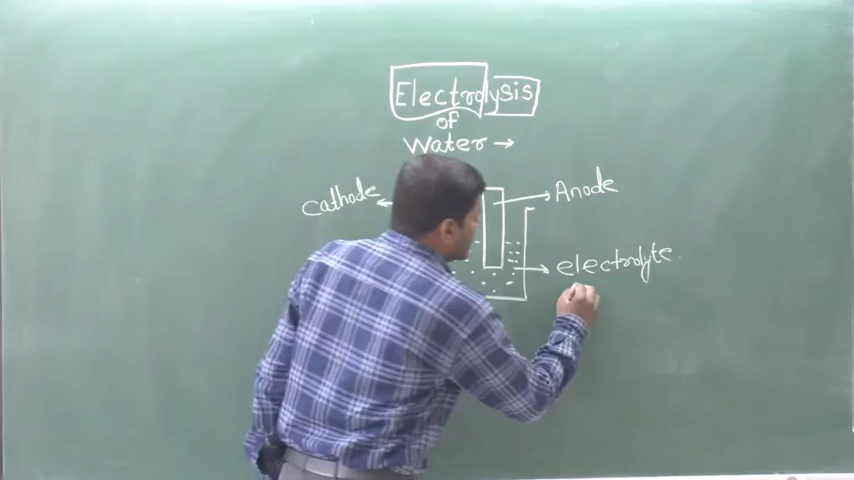 Electrolysis
of
Water →
cathode
Anode
electrolyte